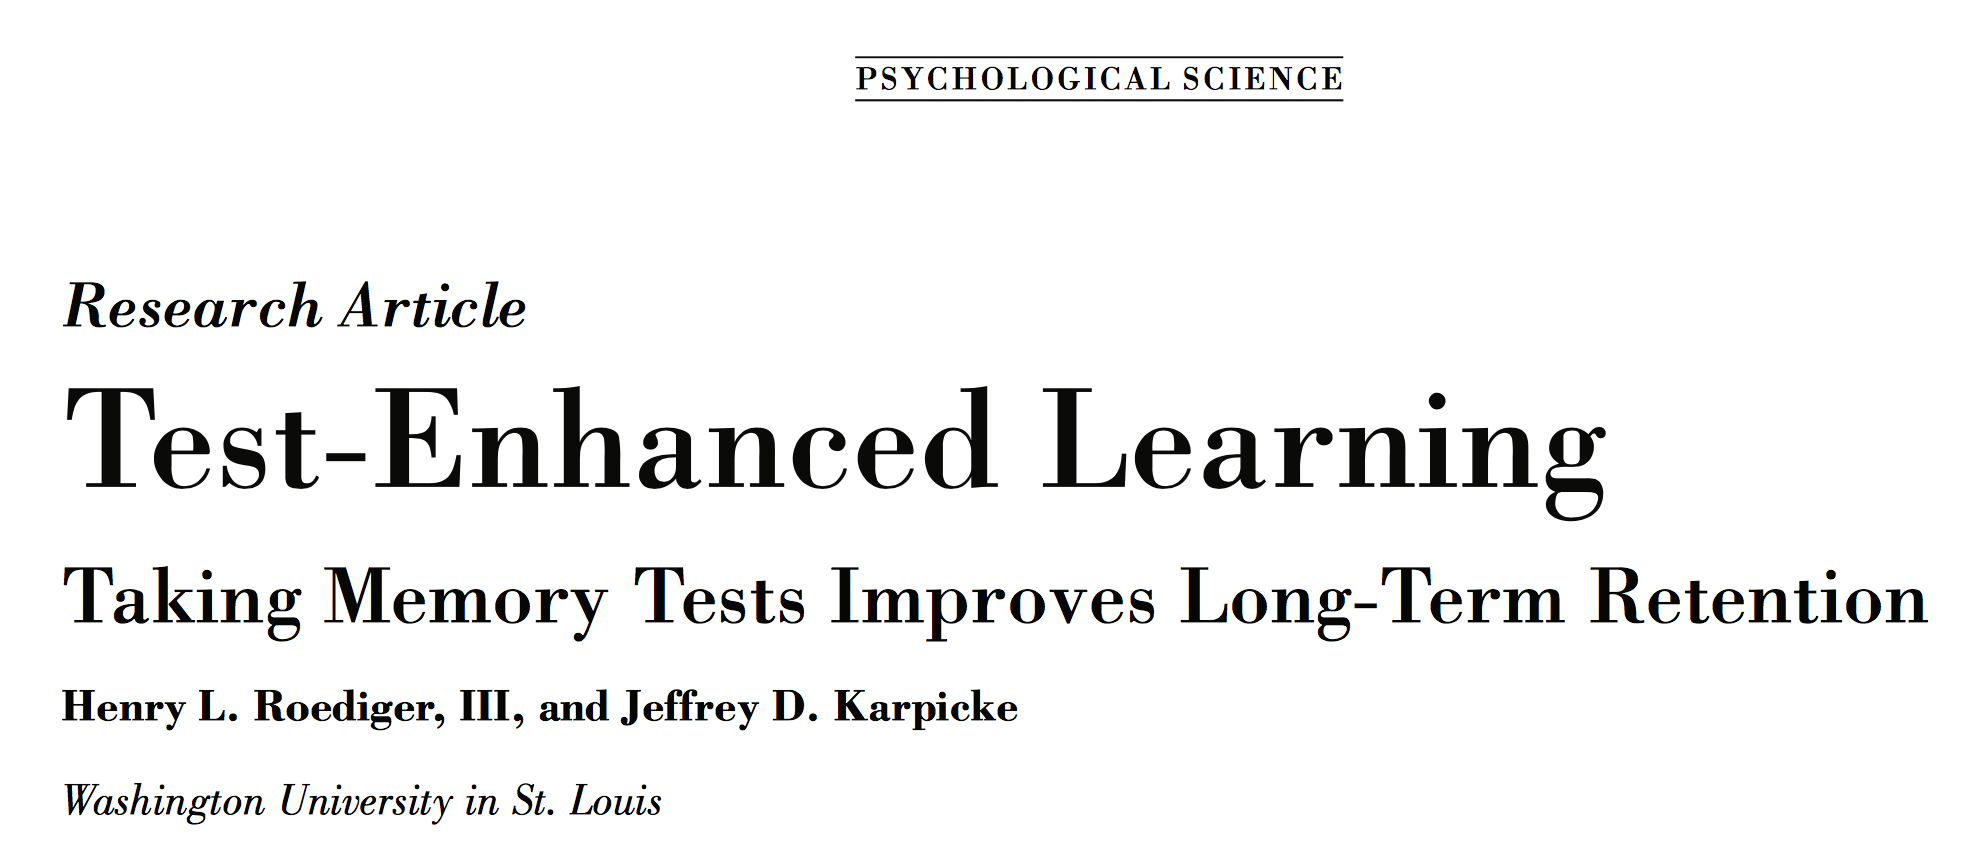 PSYCHOLOGICAL SCIENCE
Research Article
Test-Enhanced Learning
Taking Memory Tests Improves Long-Term Retention
Henry L. Roediger, III, and Jeffrey D. Karpicke
Washington University in St. Louis